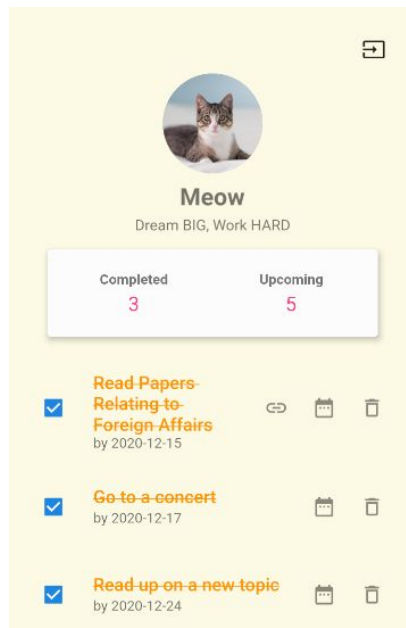 Meow
Dream BIG, Work HARD
Completed Upcoming
3 5
Read Papers
Relating to
Foreign Affairs
by 2020-12-15
Go to a concert
by 2020-12-17
Read up on a new topic
by 2020-12-24